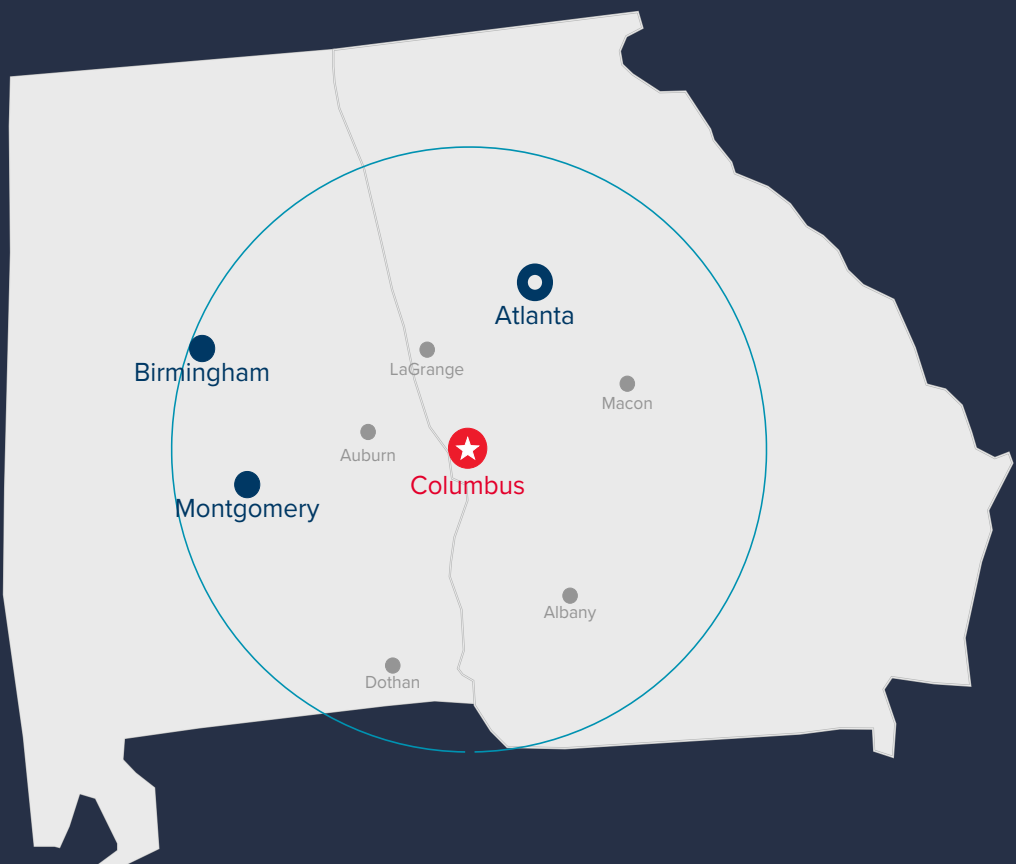 Atlanta
LaGrange
Birmingham
Macon
Auburn
Columbus
Montgomery
Albany
Dothan